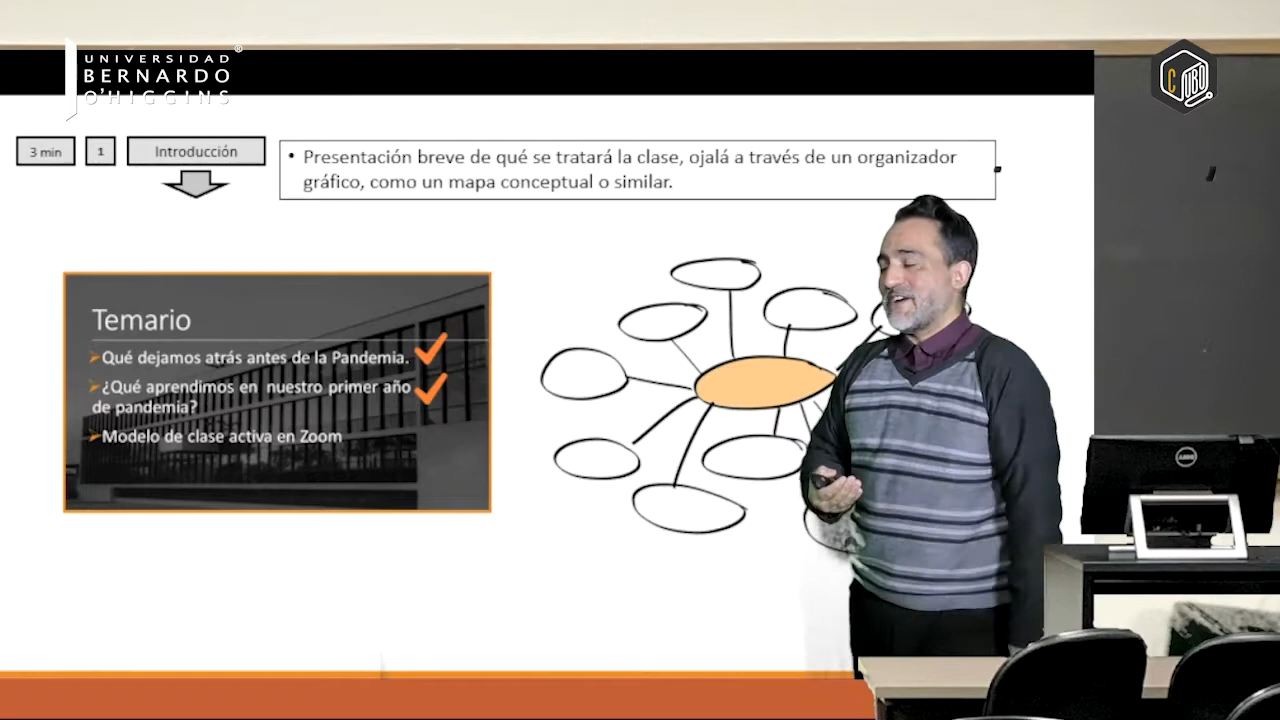 UNIVERSIDAD ®
BERNARDO
O'HIGGINS
C UBO
3 min
1
Introducción
• Presentación breve de qué se tratará la clase, ojalá a través de un organizador
gráfico, como un mapa conceptual o similar.
Temario
Qué dejamos atrás antes de la Pandemia.
¿Qué aprendimos en nuestro primer año
de pandemia?
Modelo de clase activa en Zoom